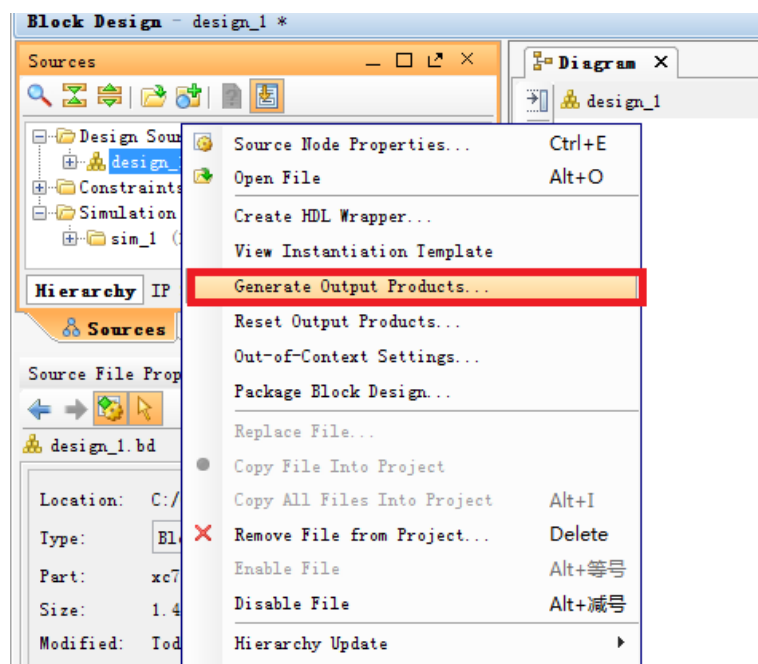 Block Design - design_1 *
Sources
Diagram
design_1
Design
design_
Constraints
Simulation
sim_1
Hierarchy IP
Sources
Source File
design_1.bd
Location: C:/
Type:
Part: xc7
Size: 1.4
Modified:
Source Node Properties... Ctrl+E
Open File Alt+O
Create HDL Wrapper...
View Instantiation Template
Generate Output Products...
Reset Output Products...
Out-of-Context Settings...
Package Block Design...
Replace File...
Copy File Into Project
Copy All Files Into Project Alt+I
Remove File from Project... Delete
Enable File Alt+等号
Disable File Alt+减号
Hierarchy Update